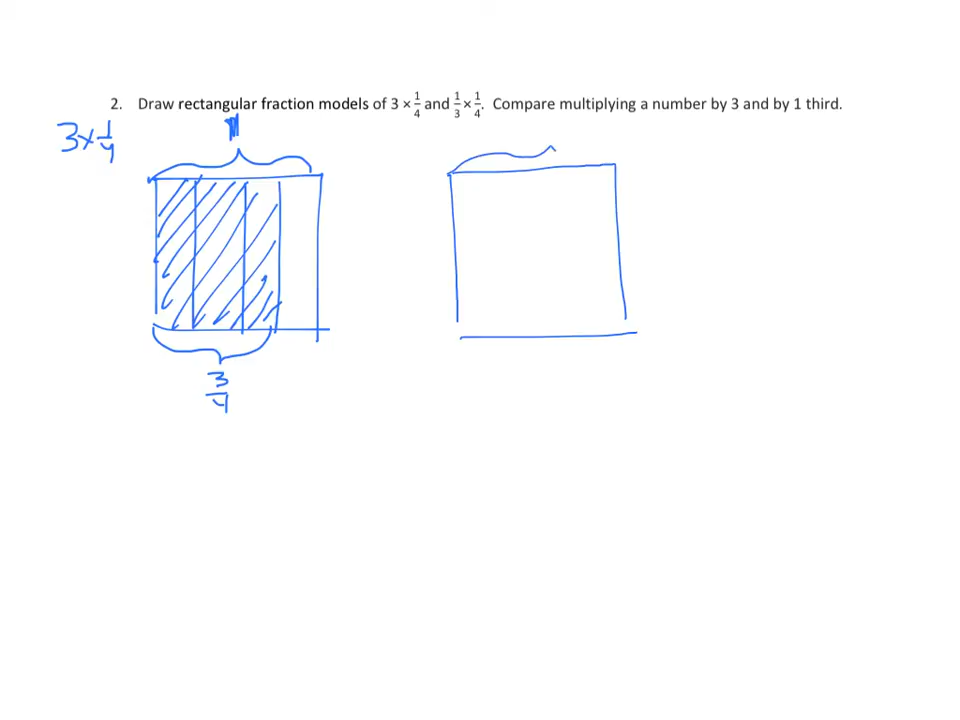 2. Draw rectangular fraction models of 3 × 1/4 and 1/3 × 1/4. Compare multiplying a number by 3 and by 1 third.
3 × 1/4
3/4